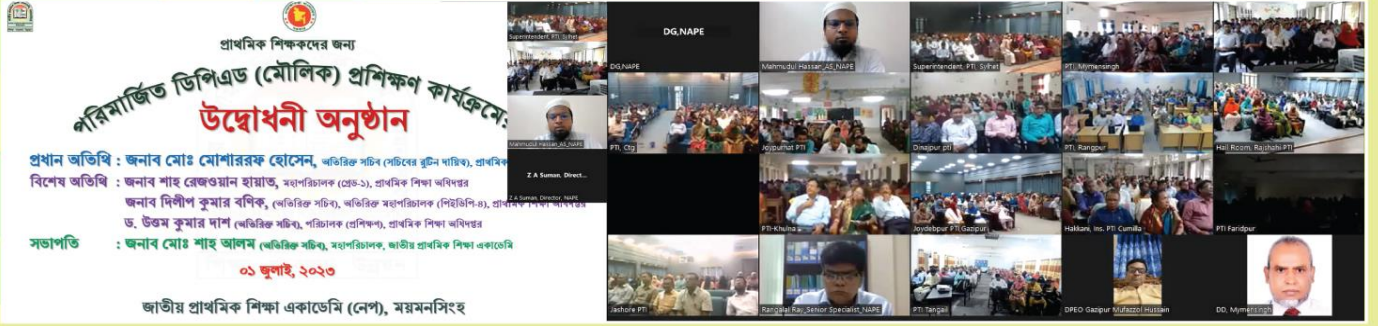 প্রাথমিক শিক্ষকদের জন্য
পরিমার্জিত ডিপিএড (মৌলিক) প্রশিক্ষণ কার্যক্রমের
উদ্বোধনী অনুষ্ঠান
প্রধান অতিথি : জনাব মোঃ মোশাররফ হোসেন, অতিরিক্ত সচিব (সচিবের রুটিন দায়িত্ব), প্রাথমিক
বিশেষ অতিথি : জনাব শাহ রেজওয়ান হায়াত, মহাপরিচালক (গ্রেড-১), প্রাথমিক শিক্ষা অধিদপ্তর
জনাব দিলীপ কুমার বণিক, (অতিরিক্ত সচিব), অতিরিক্ত মহাপরিচালক (পিইডিপি-৪), প্রাথমিক শিক্ষা অধিদপ্তর
ড. উত্তম কুমার দাশ (অতিরিক্ত সচিব), পরিচালক (প্রশিক্ষণ), প্রাথমিক শিক্ষা অধিদপ্তর
সভাপতি : জনাব মোঃ শাহ আলম (অতিরিক্ত সচিব), মহাপরিচালক, জাতীয় প্রাথমিক শিক্ষা একাডেমি
০১ জুলাই, ২০২৩
জাতীয় প্রাথমিক শিক্ষা একাডেমি (নেপ), ময়মনসিংহ
Superintendent, PTI, Sylhet
Mahmudul Hassan_AS_NAPE
Z A Suman, Direct...
Z A Suman, Director, NAPE
DG,NAPE
DG,NAPE
Mahmudul Hassan_AS_NAPE
Superintendent, PTI, Sylhet
PTI, Mymensingh
PTI, Ctg
Joypurhat PTI
Dinajpur pti
PTI, Rangpur
Hall Room, Rajshahi PTI
PTI-Khulna
Joydebpur PTI Gazipur
Hakkani, Ins. PTI Cumilla
PTI Faridpur
Jashore PTI
Rangalal Ray_Senior Specialist_NAPE
PTI Tangail
DPEO Gazipur Mufazzol Hussain
DD, Mymensingh